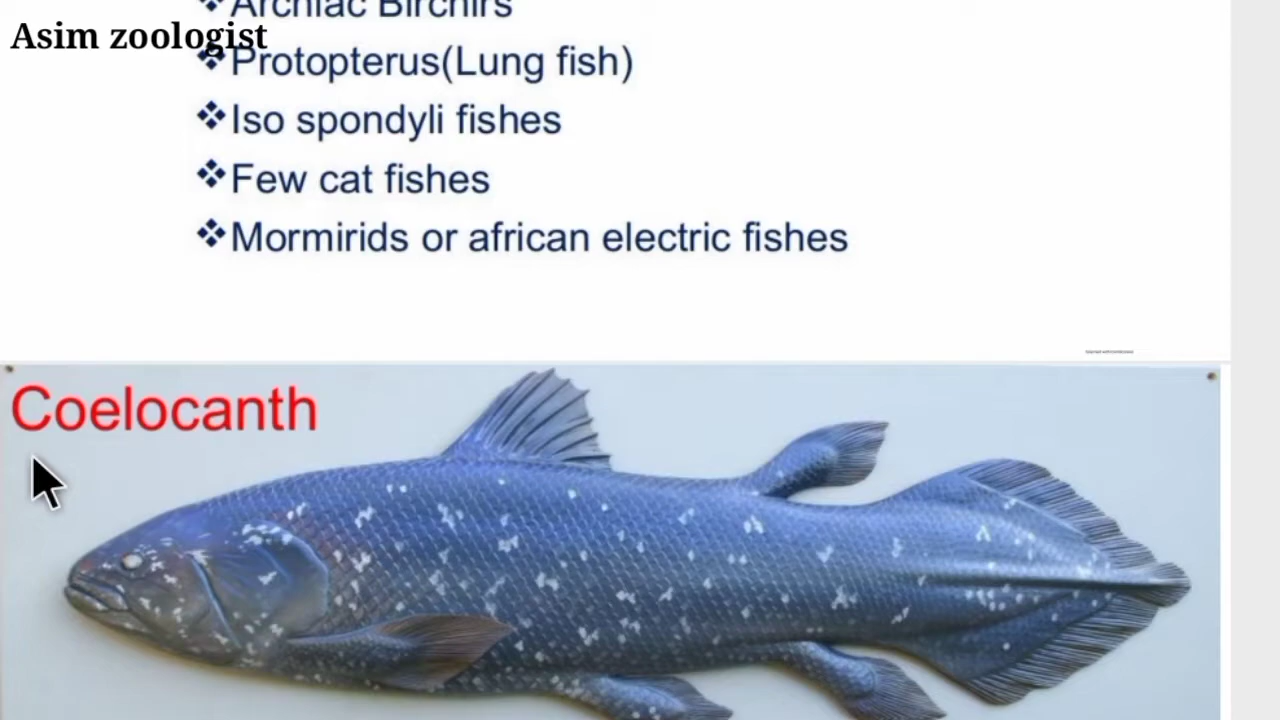 Archiac Birchirs
Asim zoologist
Protopterus(Lung fish)
Iso spondyli fishes
Few cat fishes
Mormirids or african electric fishes
Coelocanth